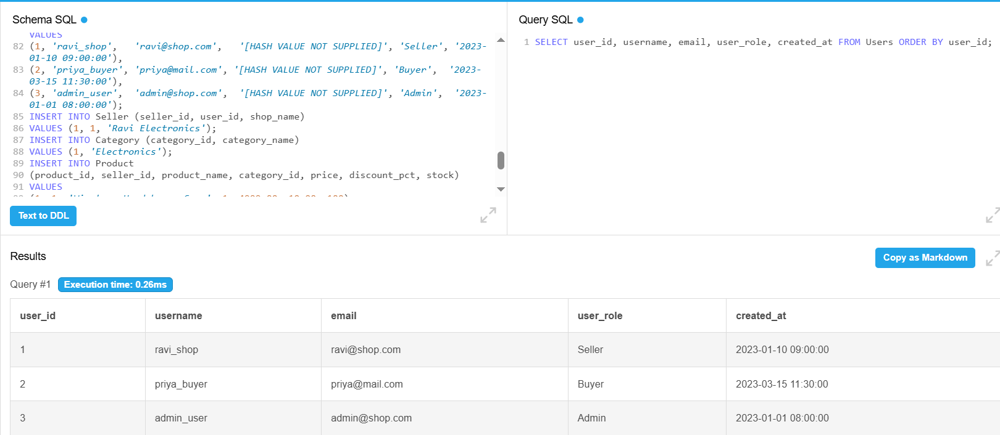 Schema SQL
VALUES
82 (1, 'ravi_shop', 'ravi@shop.com', '[HASH VALUE NOT SUPPLIED]', 'Seller', '2023-
01-10 09:00:00'),
83 (2, 'priya_buyer', 'priya@mail.com', '[HASH VALUE NOT SUPPLIED]', 'Buyer', '2023-
03-15 11:30:00'),
84 (3, 'admin_user', 'admin@shop.com', '[HASH VALUE NOT SUPPLIED]', 'Admin', '2023-
01-01 08:00:00');
85 INSERT INTO Seller (seller_id, user_id, shop_name)
86 VALUES (1, 1, 'Ravi Electronics');
87 INSERT INTO Category (category_id, category_name)
88 VALUES (1, 'Electronics');
89 INSERT INTO Product
90 (product_id, seller_id, product_name, category_id, price, discount_pct, stock)
91 VALUES
Text to DDL
Query SQL
1 SELECT user_id, username, email, user_role, created_at FROM Users ORDER BY user_id;
Results
Copy as Markdown
Query #1 Execution time: 0.26ms
user_id username email user_role created_at
1 ravi_shop ravi@shop.com Seller 2023-01-10 09:00:00
2 priya_buyer priya@mail.com Buyer 2023-03-15 11:30:00
3 admin_user admin@shop.com Admin 2023-01-01 08:00:00